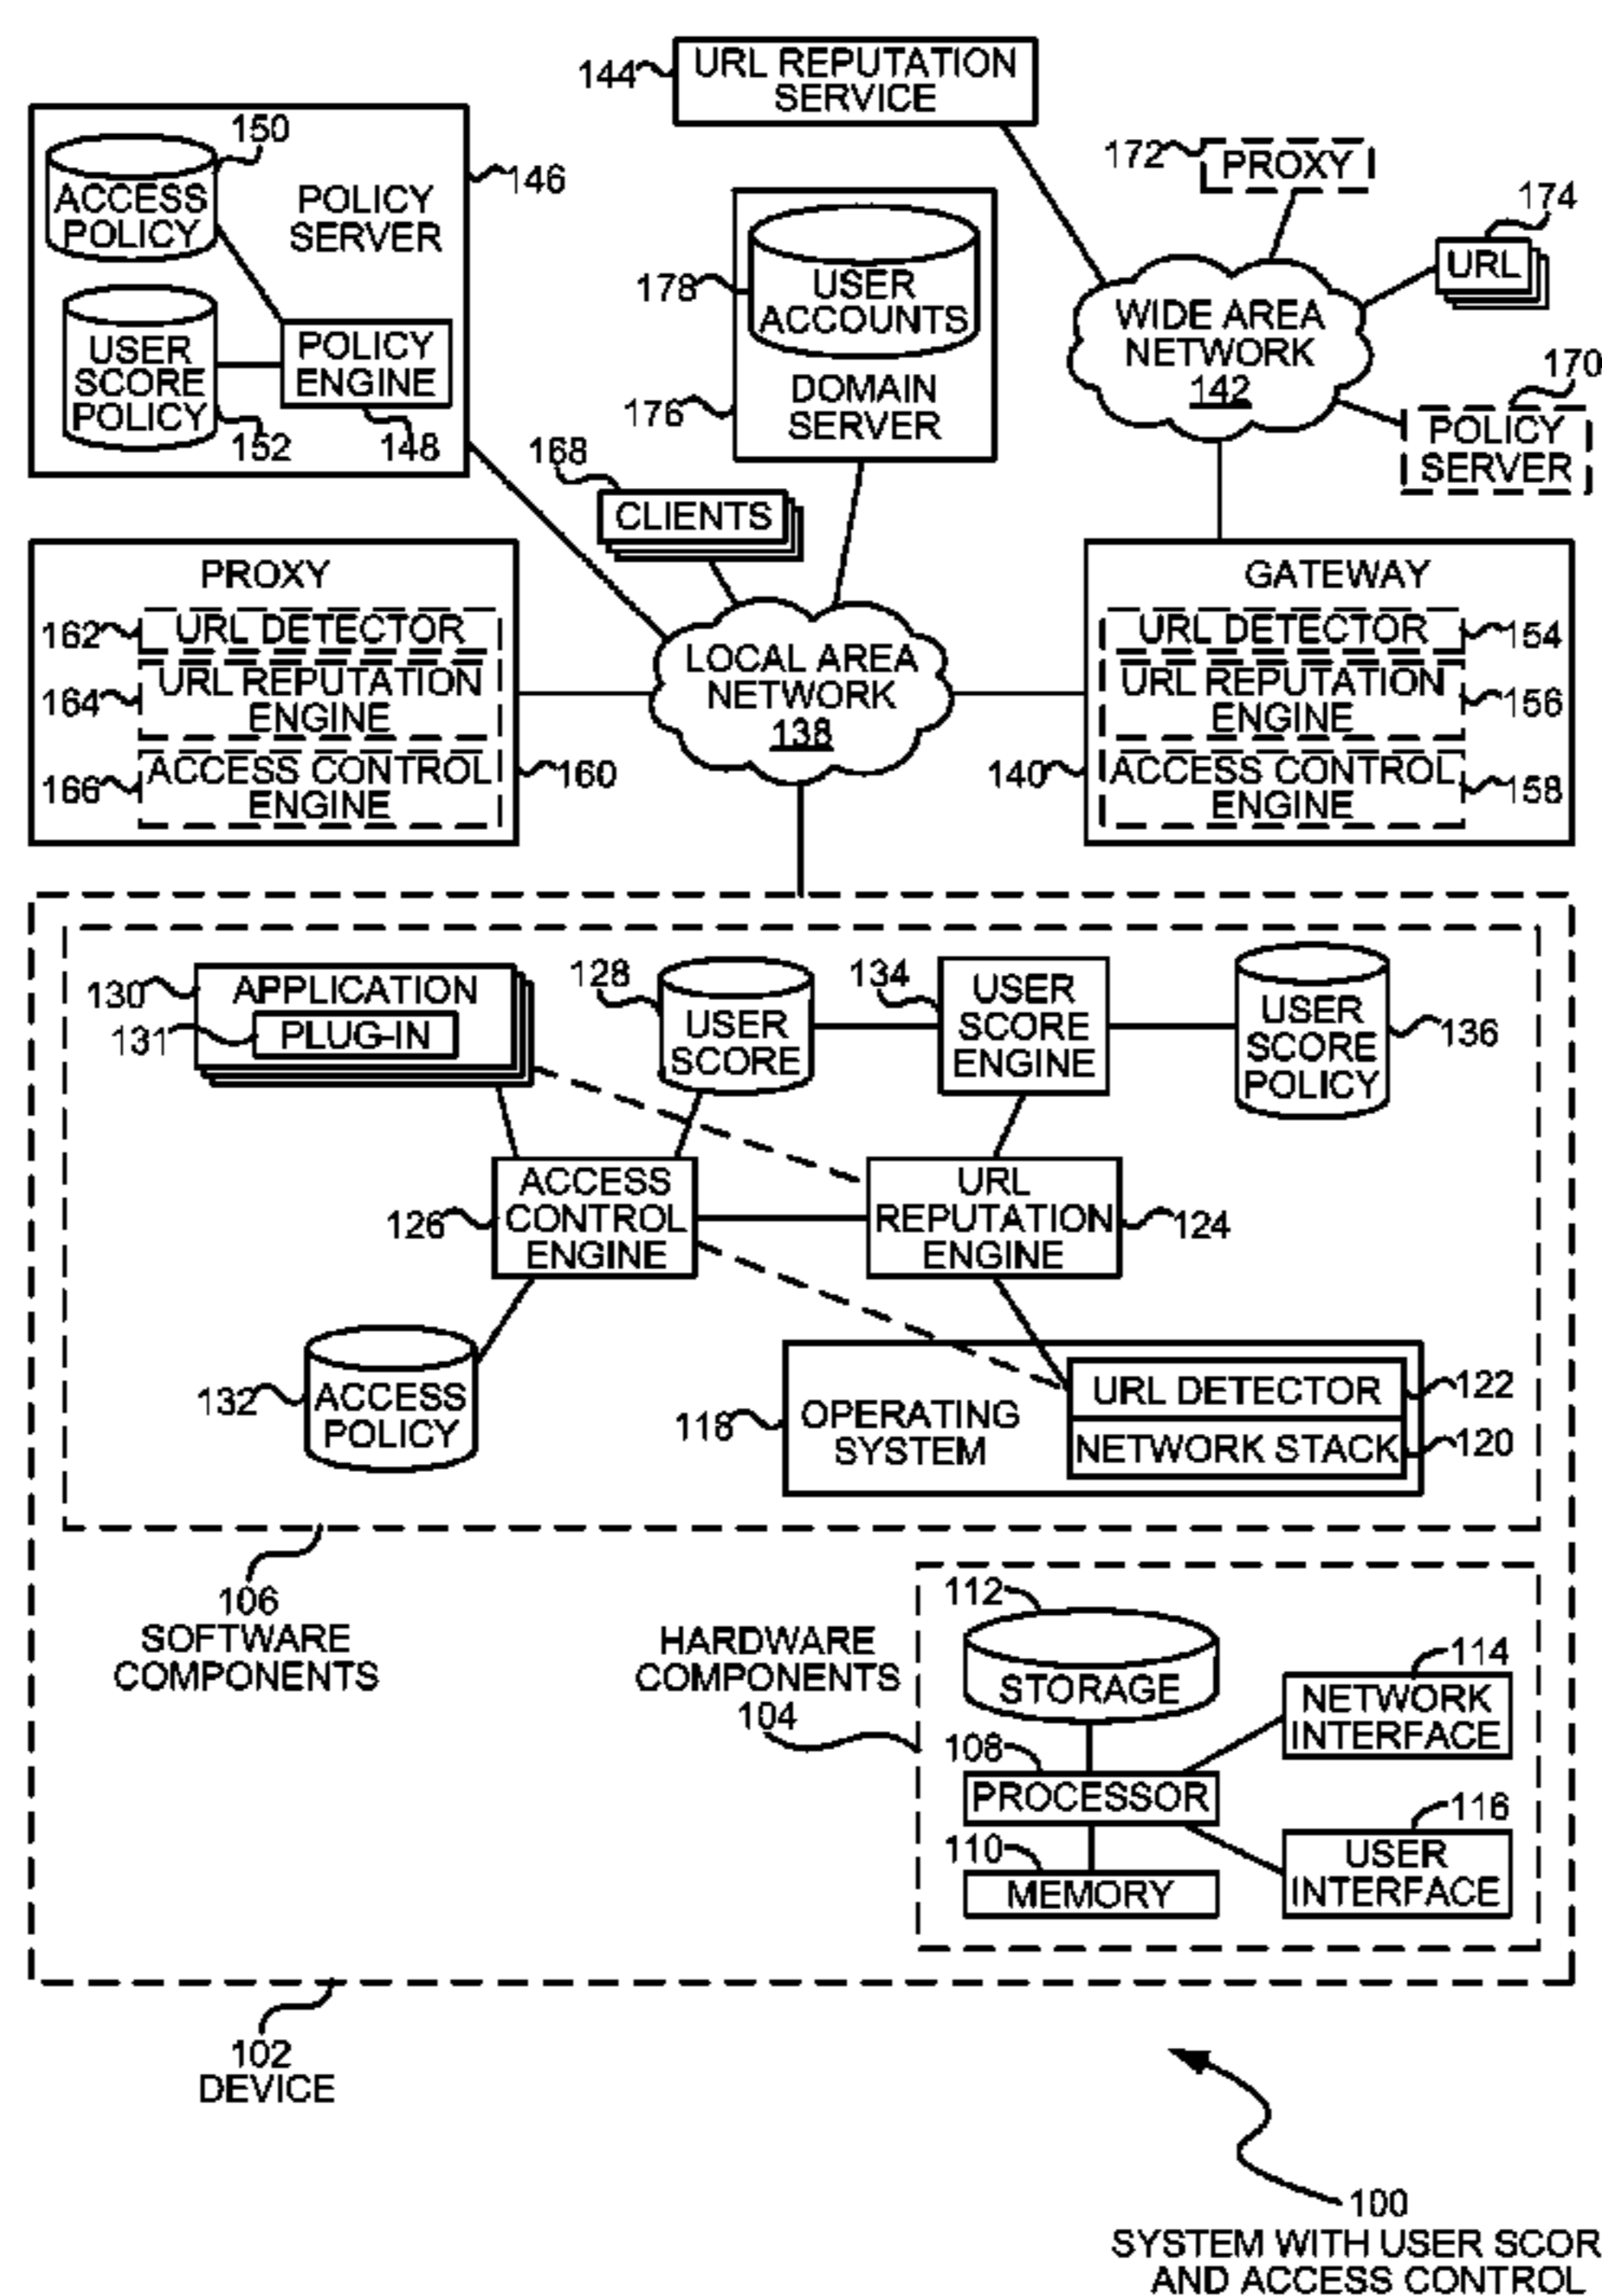 144
URL REPUTATION
SERVICE
150
ACCESS
POLICY
POLICY
SERVER
146
USER
SCORE
POLICY
POLICY
ENGINE
152
148
178
USER
ACCOUNTS
176
DOMAIN
SERVER
172
PROXY
174
URL
WIDE AREA
NETWORK
142
170
POLICY
SERVER
168
CLIENTS
PROXY
162
URL DETECTOR
164
URL REPUTATION
ENGINE
166
ACCESS CONTROL
ENGINE
160
LOCAL AREA
NETWORK
138
GATEWAY
URL DETECTOR
154
URL REPUTATION
ENGINE
156
140
ACCESS CONTROL
ENGINE
158
130
APPLICATION
131
PLUG-IN
128
USER
SCORE
134
USER
SCORE
ENGINE
USER
SCORE
POLICY
136
126
ACCESS
CONTROL
ENGINE
URL
REPUTATION
ENGINE
124
132
ACCESS
POLICY
118
OPERATING
SYSTEM
URL DETECTOR
122
NETWORK STACK
120
106
SOFTWARE
COMPONENTS
HARDWARE
COMPONENTS
104
112
STORAGE
114
NETWORK
INTERFACE
108
PROCESSOR
116
USER
INTERFACE
110
MEMORY
102
DEVICE
100
SYSTEM WITH USER SCOR
AND ACCESS CONTROL